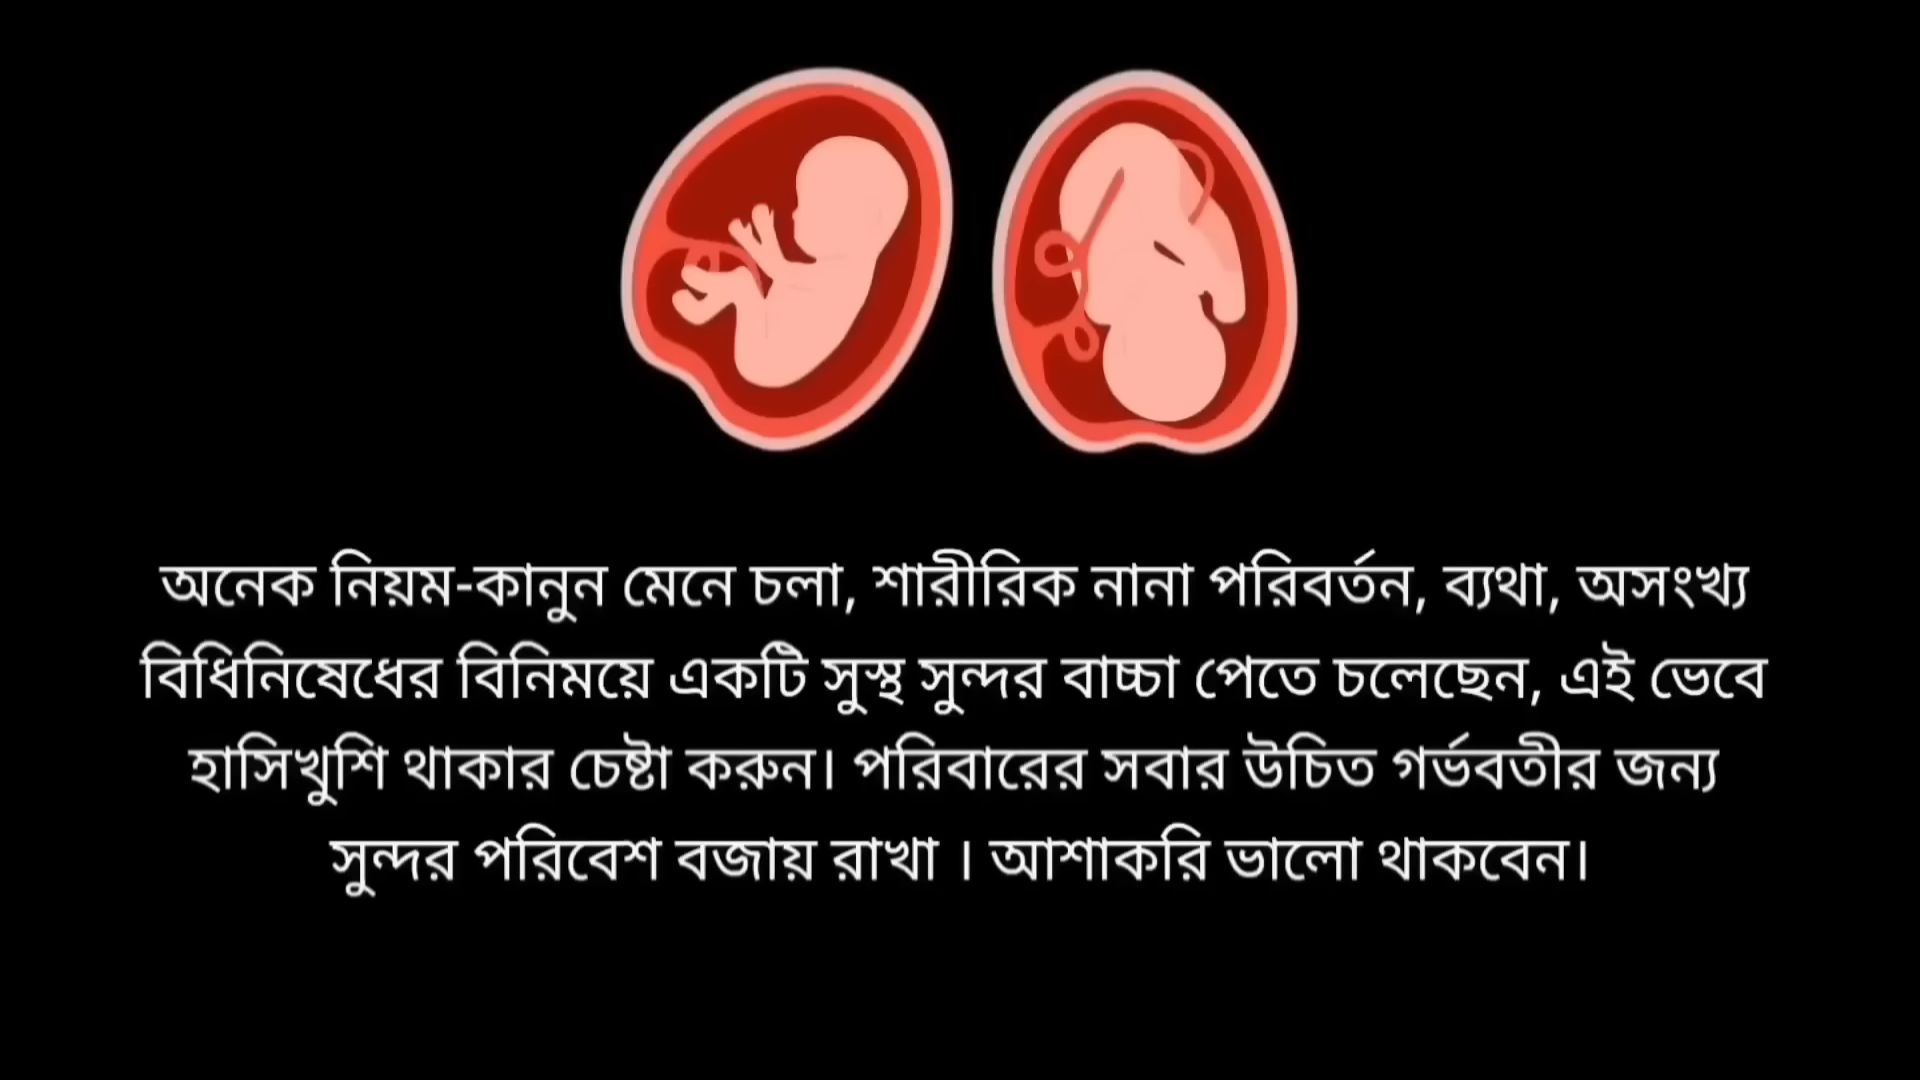 অনেক নিয়ম-কানুন মেনে চলা, শারীরিক নানা পরিবর্তন, ব্যথা, অসংখ্য
বিধিনিষেধের বিনিময়ে একটি সুস্থ সুন্দর বাচ্চা পেতে চলেছেন, এই ভেবে
হাসিখুশি থাকার চেষ্টা করুন। পরিবারের সবার উচিত গর্ভবতীর জন্য
সুন্দর পরিবেশ বজায় রাখা । আশাকরি ভালো থাকবেন।